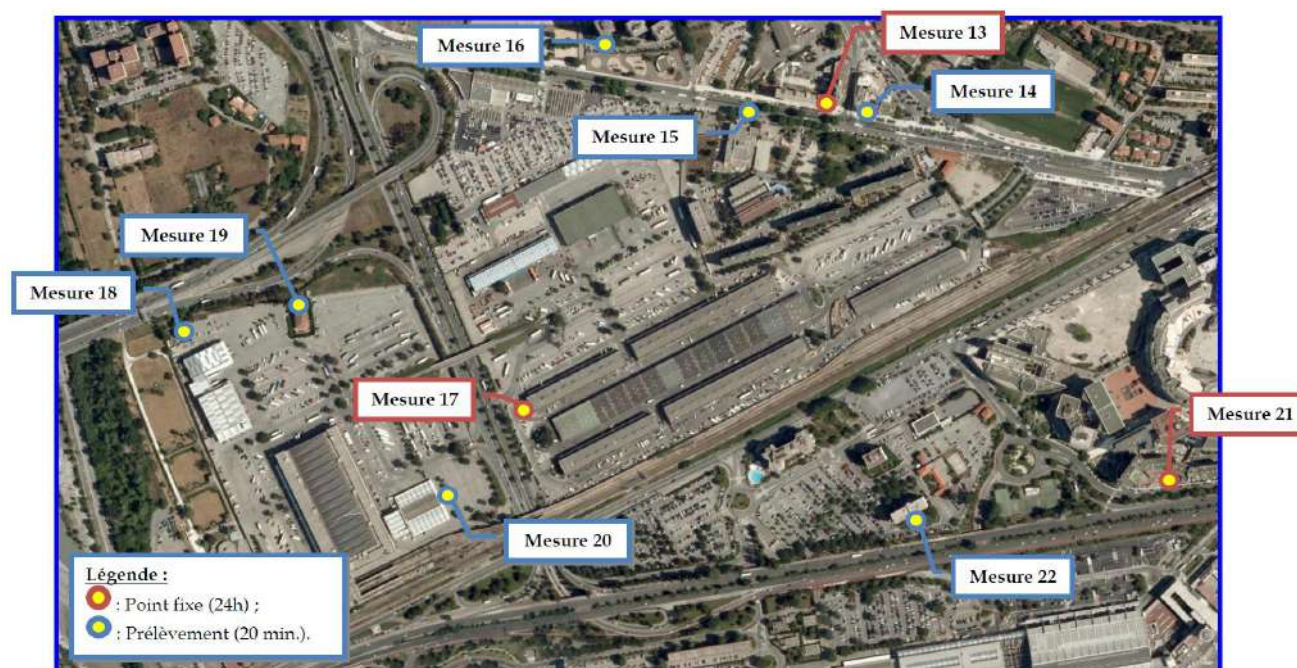 Mesure 13
Mesure 16
Mesure 14
Mesure 15
Mesure 19
Mesure 18
Mesure 17
Mesure 21
Mesure 20
Mesure 22
Légende :
: Point fixe (24h) ;
: Prélèvement (20 min.).